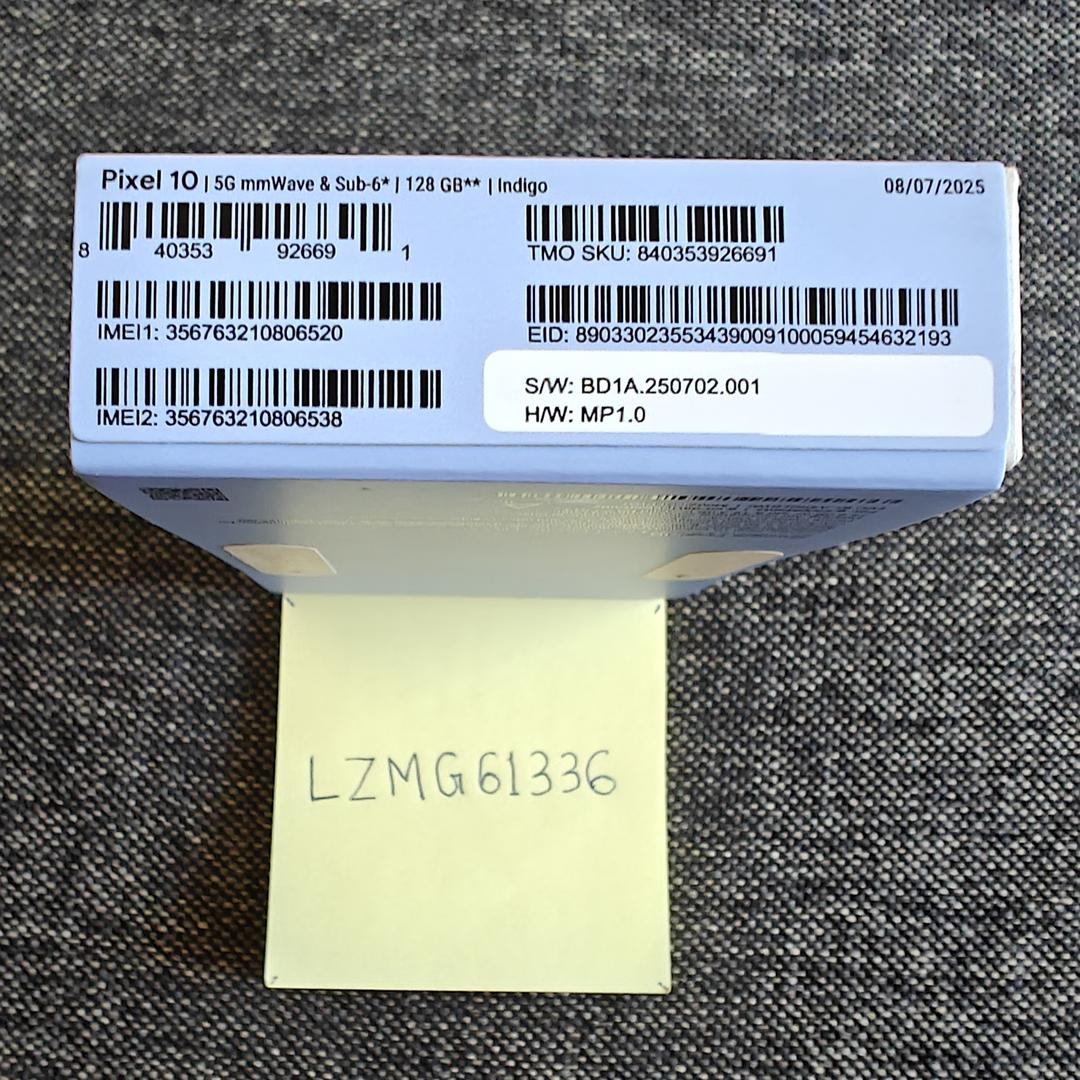 Pixel 10 | 5G mmWave & Sub-6* | 128 GB** | Indigo
08/07/2025
8 40353 92669 1
TMO SKU: 840353926691
IMEI1: 356763210806520
EID: 89033023553439009100059454632193
IMEI2: 356763210806538
S/W: BD1A.250702.001
H/W: MP1.0
LZMG61336